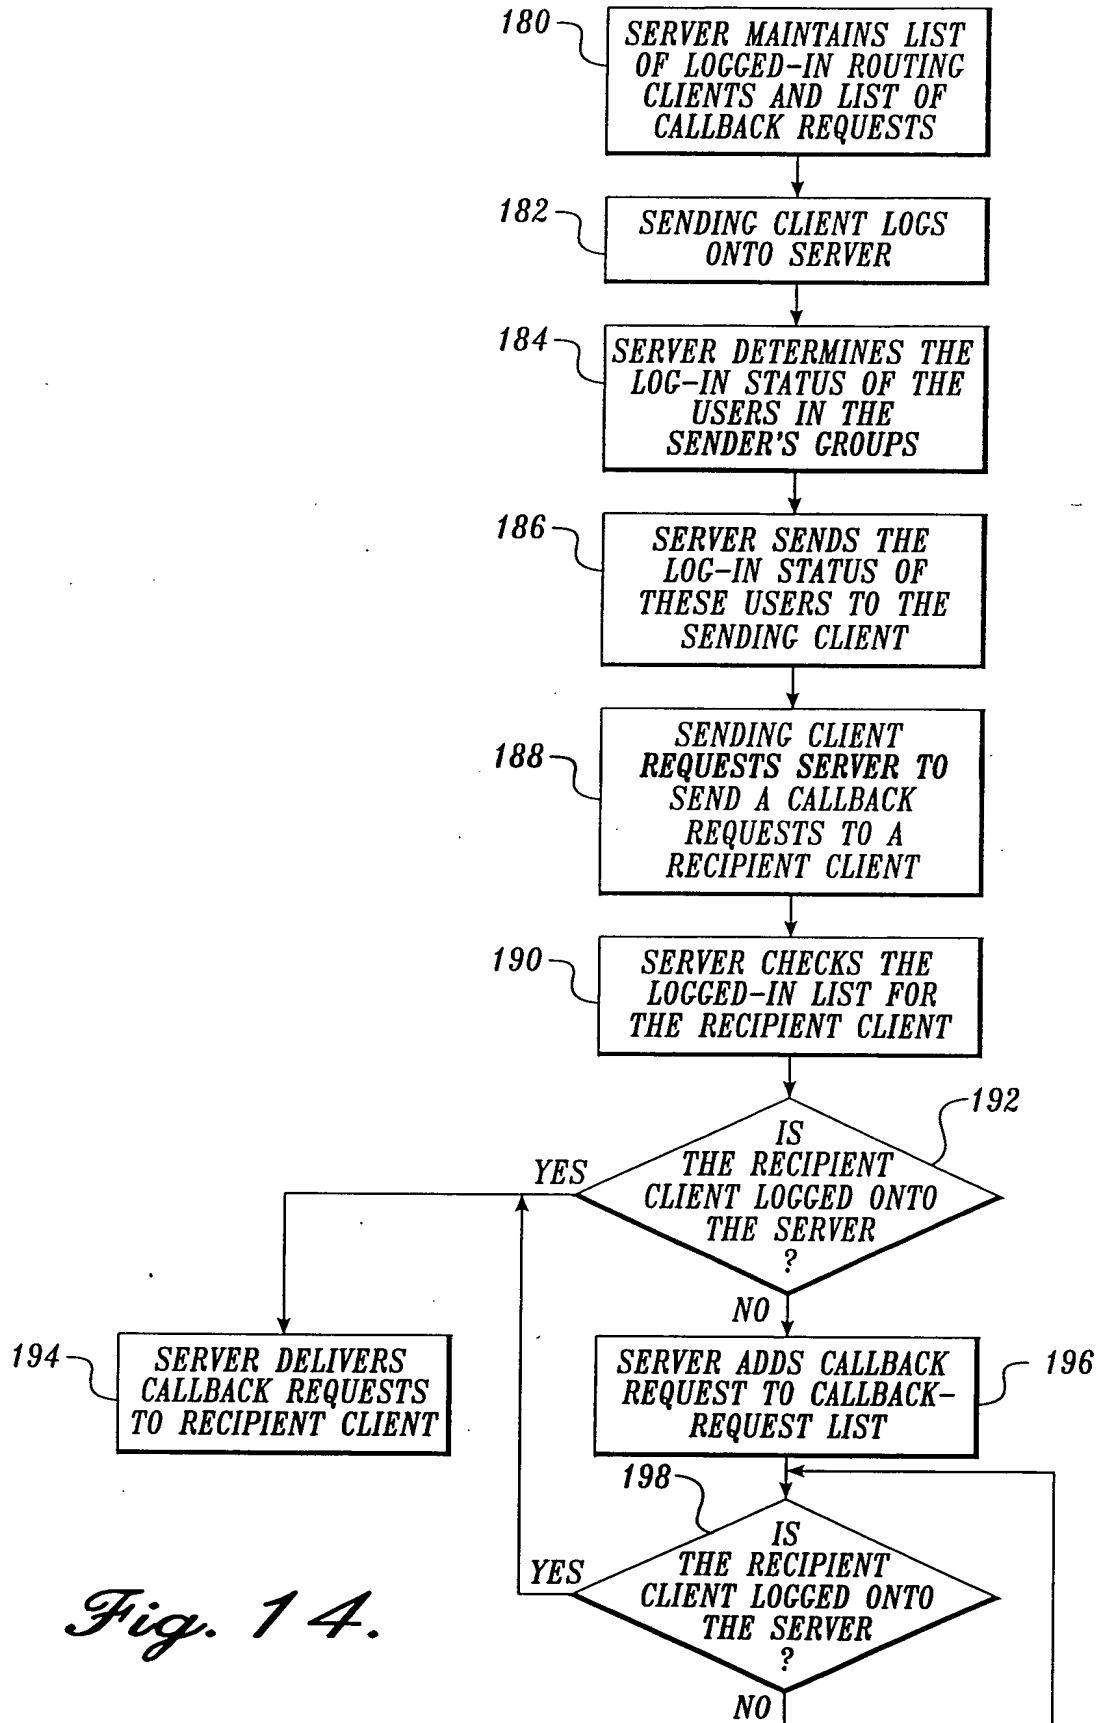 180
SERVER MAINTAINS LIST
OF LOGGED-IN ROUTING
CLIENTS AND LIST OF
CALLBACK REQUESTS
182
SENDING CLIENT LOGS
ONTO SERVER
184
SERVER DETERMINES THE
LOG-IN STATUS OF THE
USERS IN THE
SENDER'S GROUPS
186
SERVER SENDS THE
LOG-IN STATUS OF
THESE USERS TO THE
SENDING CLIENT
188
SENDING CLIENT
REQUESTS SERVER TO
SEND A CALLBACK
REQUESTS TO A
RECIPIENT CLIENT
190
SERVER CHECKS THE
LOGGED-IN LIST FOR
THE RECIPIENT CLIENT
192
IS
THE RECIPIENT
CLIENT LOGGED ONTO
THE SERVER
?
YES
NO
194
SERVER DELIVERS
CALLBACK REQUESTS
TO RECIPIENT CLIENT
SERVER ADDS CALLBACK
REQUEST TO CALLBACK-
REQUEST LIST
196
198
IS
THE RECIPIENT
CLIENT LOGGED ONTO
THE SERVER
?
YES
NO
Fig. 14.